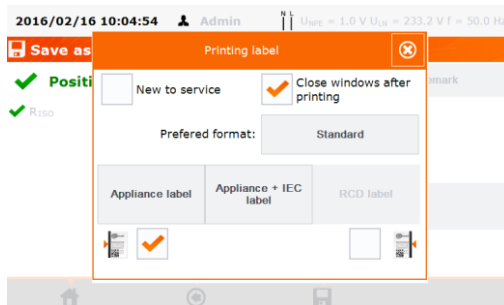 2016/02/16 10:04:54 Admin N L U_NPE = 1.0 V U_LN = 233.2 V f = 50.0 Hz
Save as
Printing label
Positi
New to service
Close windows after
printing
mark
R_ISO
Prefered format:
Standard
Appliance label
Appliance + IEC
label
RCD label